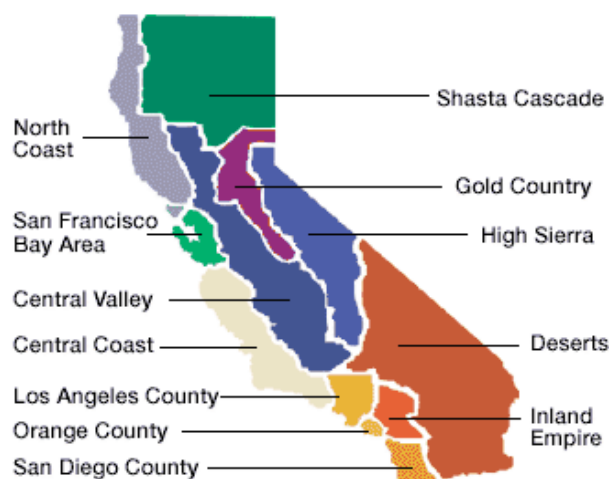 Shasta Cascade
North
Coast
Gold Country
San Francisco
Bay Area
High Sierra
Central Valley
Central Coast
Deserts
Los Angeles County
Inland
Empire
Orange County
San Diego County